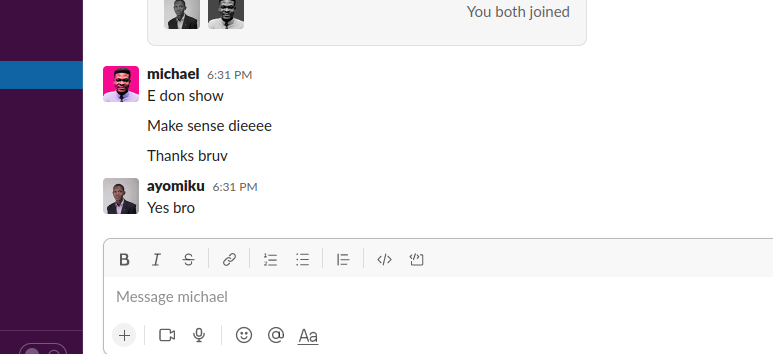 You both joined
michael 6:31 PM
E don show
Make sense dieeee
Thanks bruv
ayomiku 6:31 PM
Yes bro
B I S
Message michael
Aa